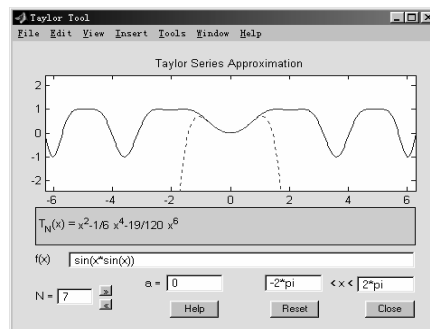 Taylor Tool
File Edit View Insert Tools Window Help
Taylor Series Approximation
2
1
0
-1
-2
-6 -4 -2 0 2 4 6
T_N(x) = x^2-1/6 x^4-19/120 x^6
f(x) sin(x*sin(x))
N = 7 » « a = 0 -2*pi < x < 2*pi
Help Reset Close